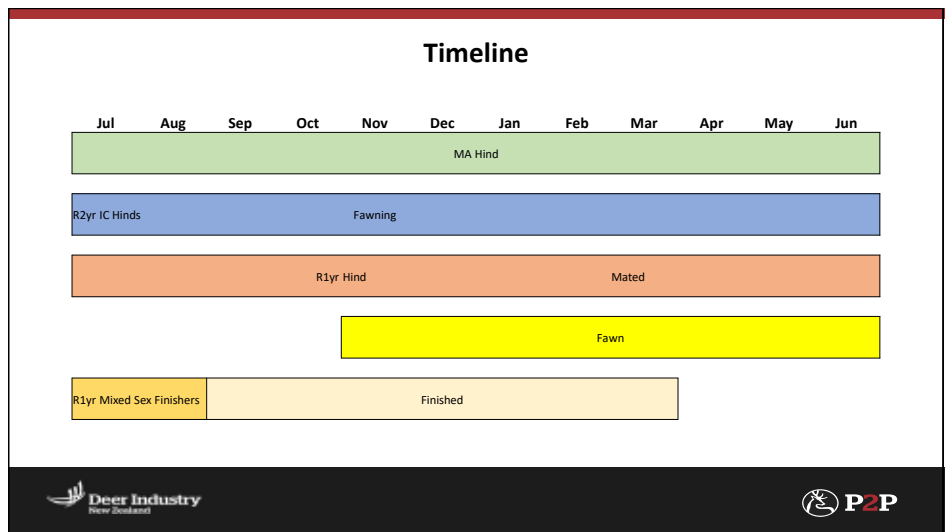 Timeline
Jul Aug Sep Oct Nov Dec Jan Feb Mar Apr May Jun
MA Hind
R2yr IC Hinds Fawning
R1yr Hind Mated
Fawn
R1yr Mixed Sex Finishers Finished
Deer Industry
New Zealand
P2P